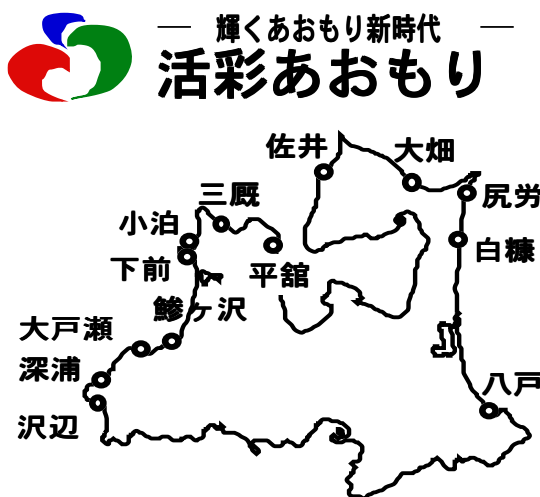 輝くあおもり新時代
活彩あおもり
佐井
大畑
三厩
尻労
小泊
白糠
下前
平舘
鰺ヶ沢
大戸瀬
深浦
八戸
沢辺